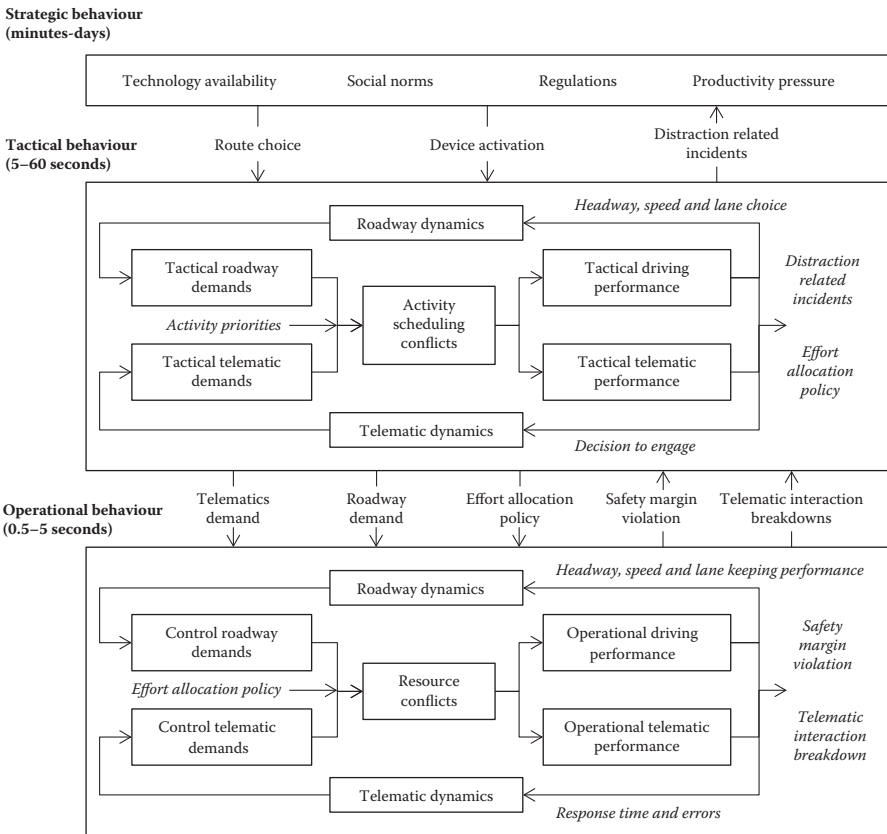 Strategic behaviour
(minutes-days)
Technology availability
Social norms
Regulations
Productivity pressure
Tactical behaviour
(5–60 seconds)
Route choice
Device activation
Distraction related
incidents
Headway, speed and lane choice
Roadway dynamics
Tactical roadway
demands
Tactical driving
performance
Distraction
related
incidents
Activity priorities
Activity
scheduling
conflicts
Tactical telematic
demands
Tactical telematic
performance
Effort
allocation
policy
Telematic dynamics
Decision to engage
Operational behaviour
(0.5–5 seconds)
Telematics
demand
Roadway
demand
Effort allocation
policy
Safety margin
violation
Telematic interaction
breakdowns
Headway, speed and lane keeping performance
Roadway dynamics
Control roadway
demands
Operational driving
performance
Safety
margin
violation
Effort allocation policy
Resource
conflicts
Control telematic
demands
Operational telematic
performance
Telematic
interaction
breakdown
Telematic dynamics
Response time and errors